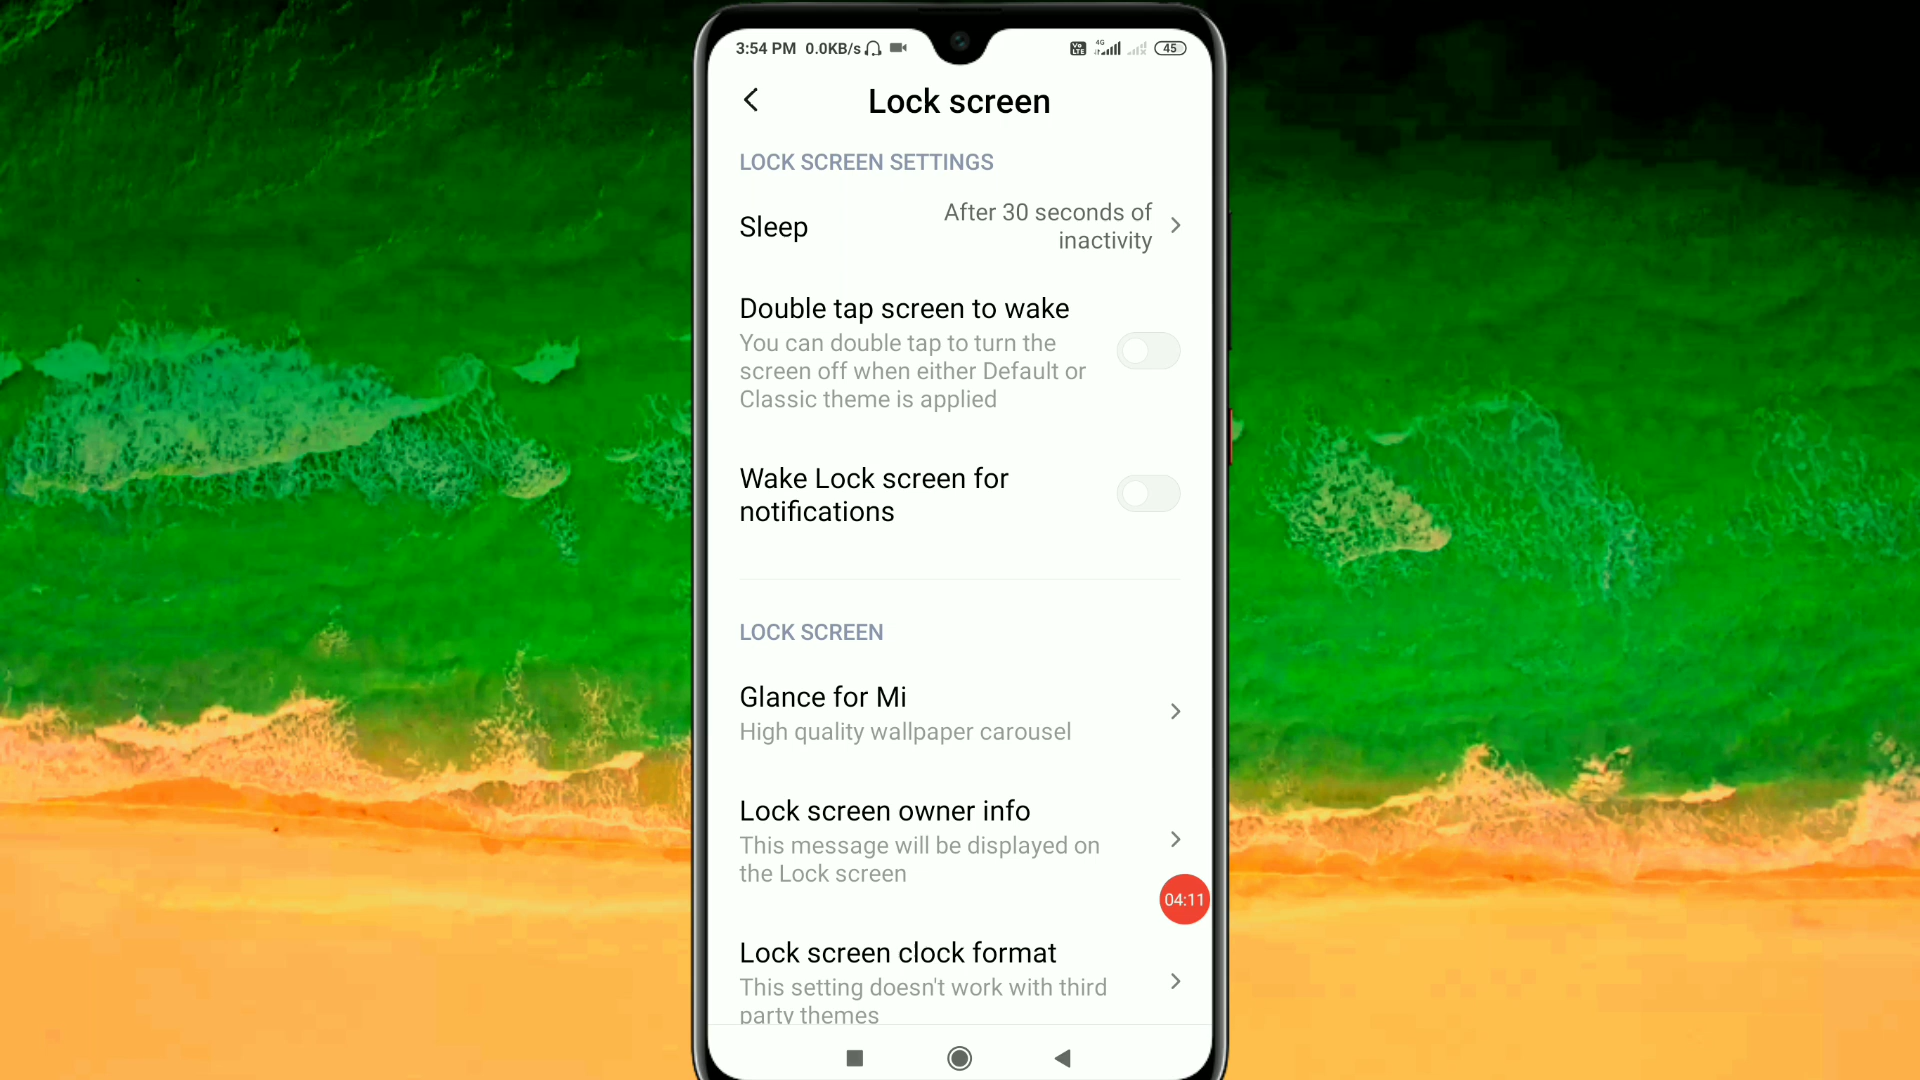 3:54 PM 0.0KB/s
Vo LTE 4G 45
Lock screen
LOCK SCREEN SETTINGS
Sleep
After 30 seconds of
inactivity
Double tap screen to wake
You can double tap to turn the
screen off when either Default or
Classic theme is applied
Wake Lock screen for
notifications
LOCK SCREEN
Glance for Mi
High quality wallpaper carousel
Lock screen owner info
This message will be displayed on
the Lock screen
04:11
Lock screen clock format
This setting doesn't work with third
party themes